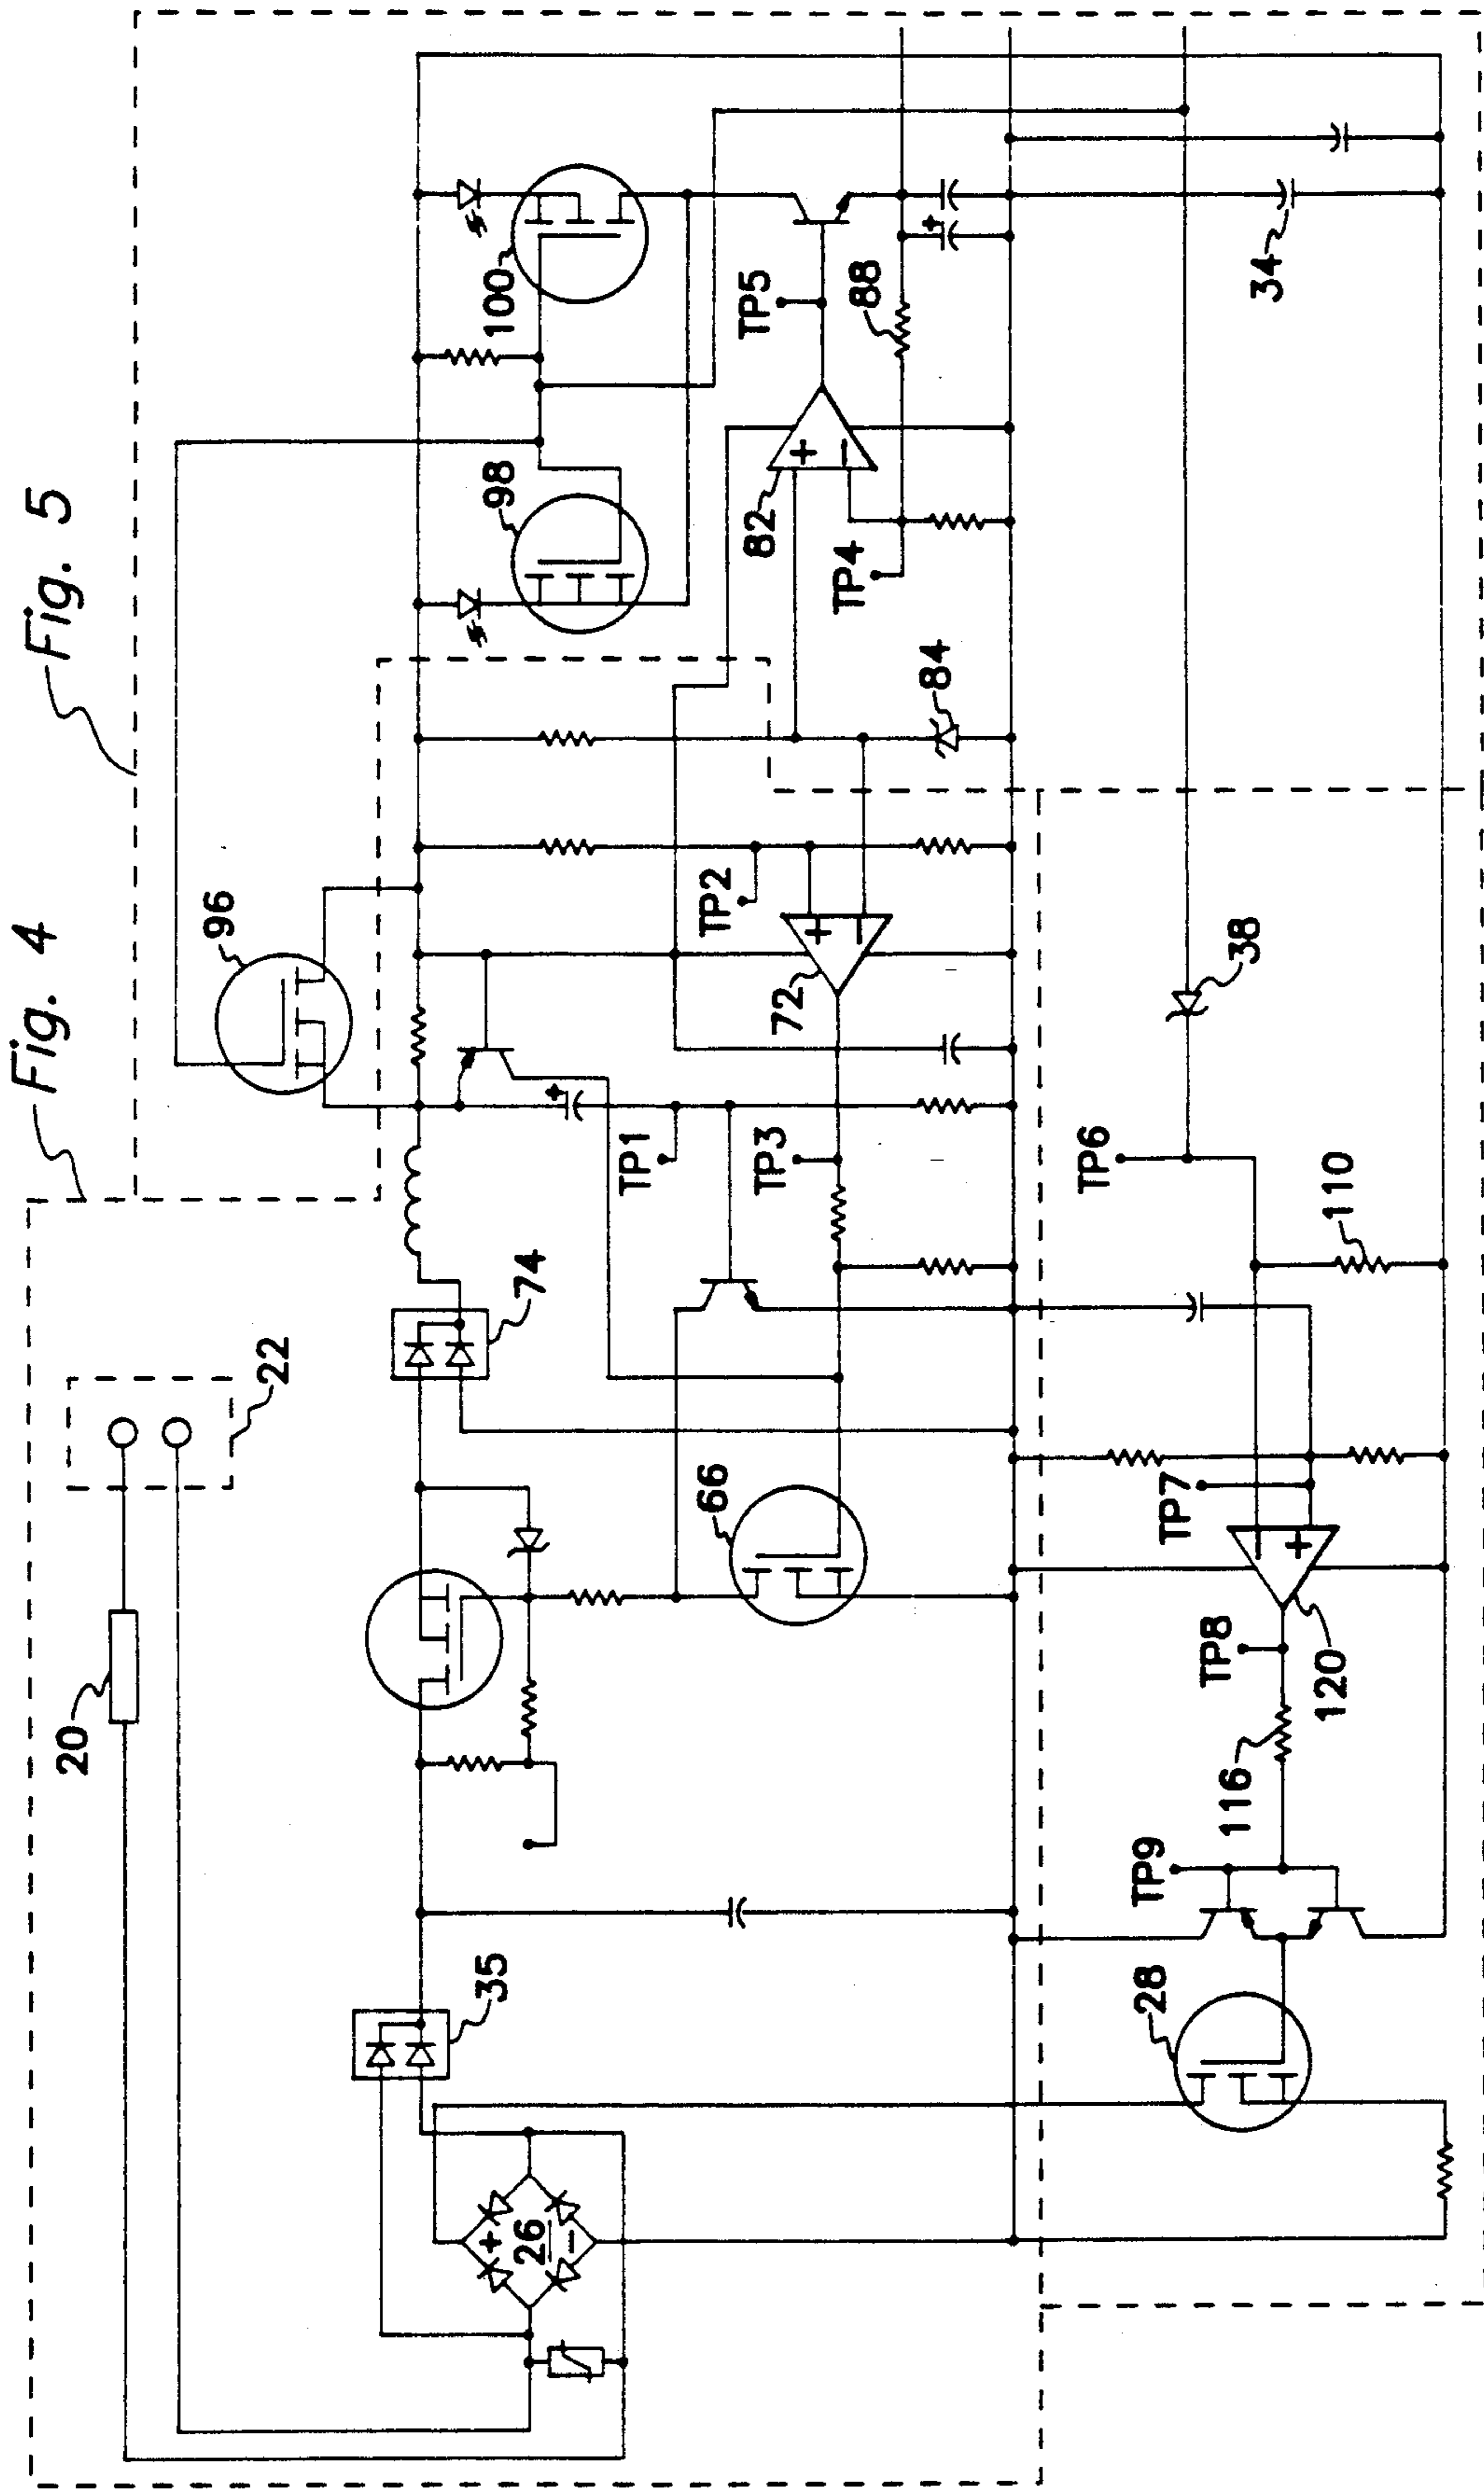 Fig. 4
Fig. 5
20
22
96
74
98
100
35
+
26
−
+
66
TP1
TP3
72
+
−
TP2
84
82
+
−
TP4
TP5
88
+
34
28
TP9
116
TP8
120
−
+
TP7
TP6
110
38